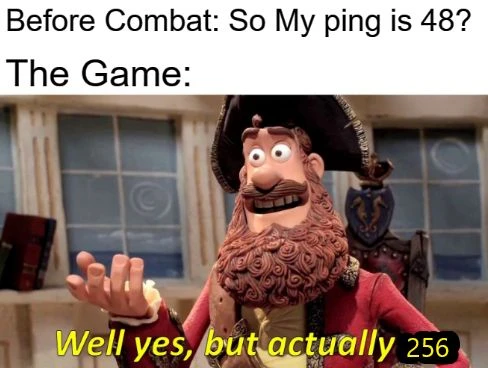 Before Combat: So My ping is 48?
The Game:
Well yes, but actually 256